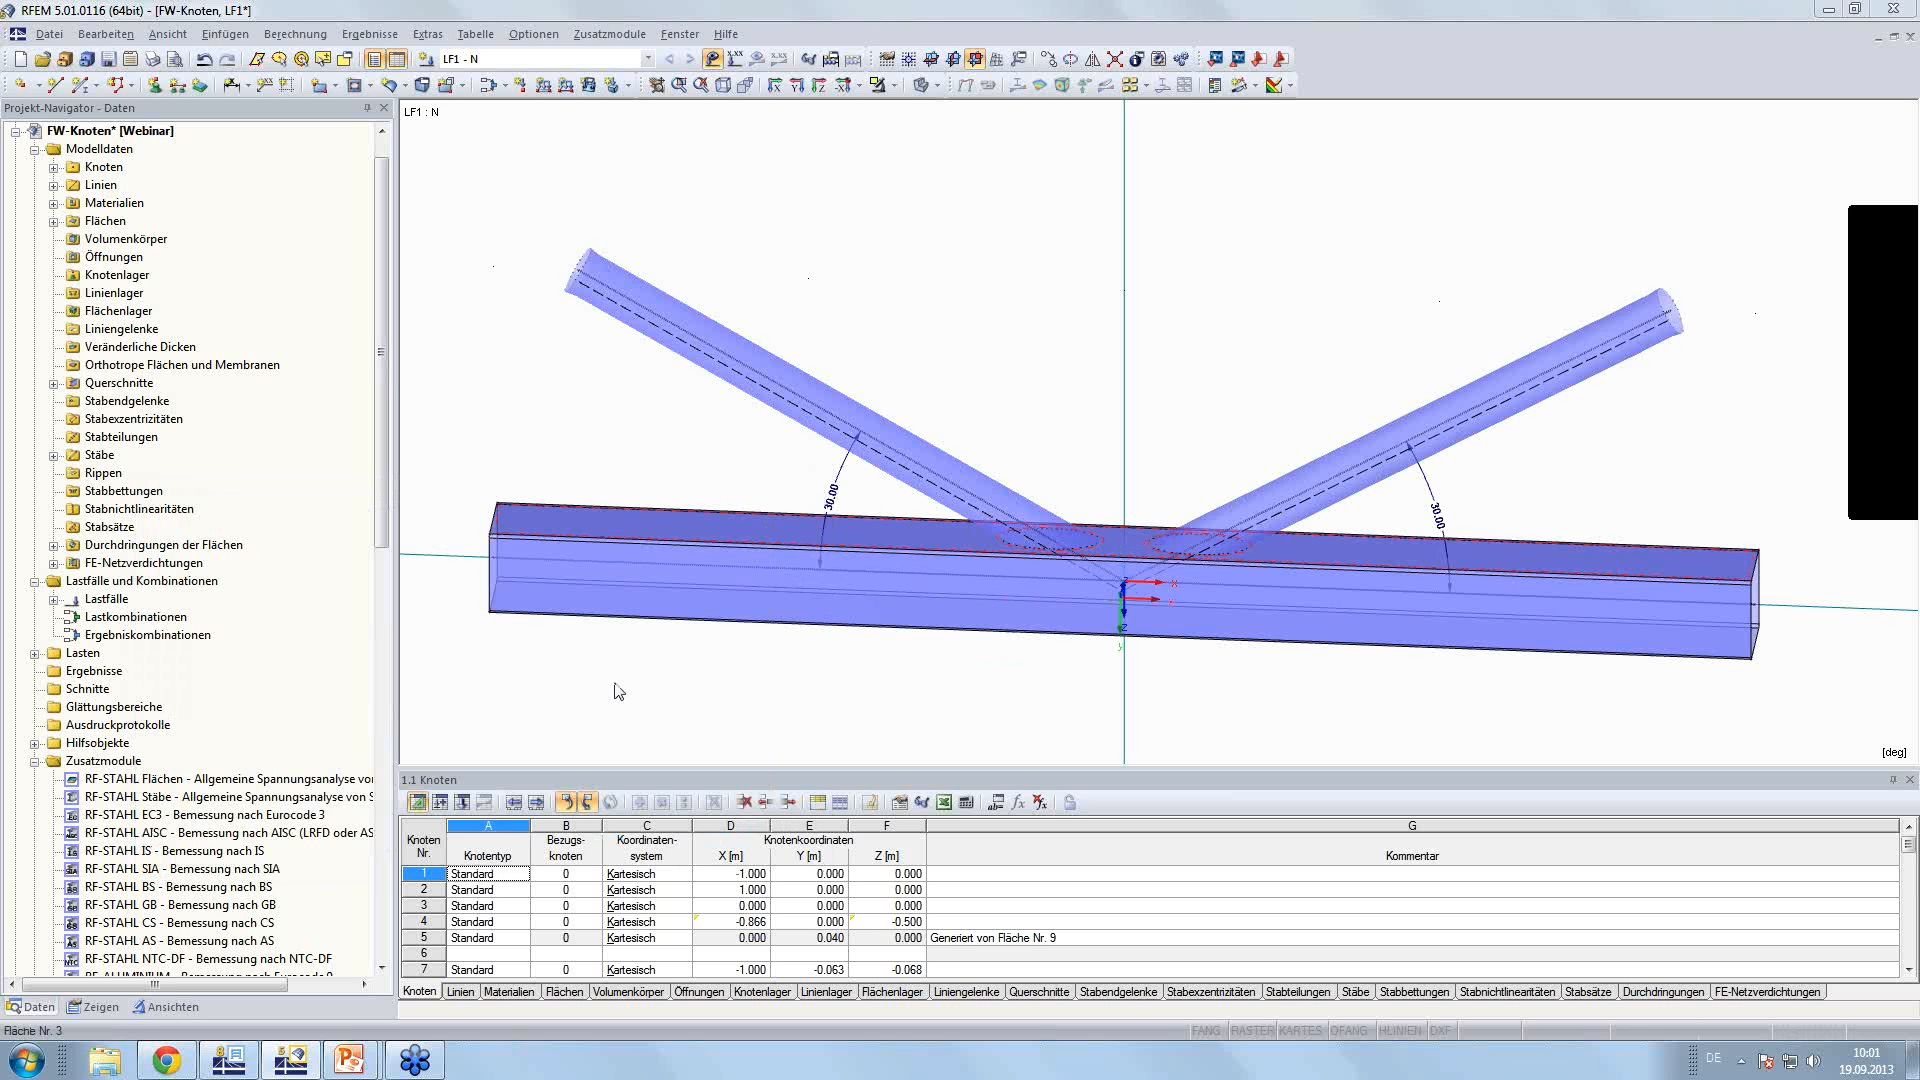 RFEM 5.01.0116 (64bit) - [FW-Knoten, LF1*]
Datei Bearbeiten Ansicht Einfügen Berechnung Ergebnisse Extras Tabelle Optionen Zusatzmodule Fenster Hilfe
LF1 - N
Projekt-Navigator - Daten
FW-Knoten* [Webinar]
Modelldaten
Knoten
Linien
Materialien
Flächen
Volumenkörper
Öffnungen
Knotenlager
Linienlager
Flächenlager
Liniengelenke
Veränderliche Dicken
Orthotrope Flächen und Membranen
Querschnitte
Stabendgelenke
Stabexzentrizitäten
Stabteilungen
Stäbe
Rippen
Stabbettungen
Stabnichtlinearitäten
Stabsätze
Durchdringungen der Flächen
FE-Netzverdichtungen
Lastfälle und Kombinationen
Lastfälle
Lastkombinationen
Ergebniskombinationen
Lasten
Ergebnisse
Schnitte
Glättungsbereiche
Ausdruckprotokolle
Hilfsobjekte
Zusatzmodule
RF-STAHL Flächen - Allgemeine Spannungsanalyse vo
RF-STAHL Stäbe - Allgemeine Spannungsanalyse von S
RF-STAHL EC3 - Bemessung nach Eurocode 3
RF-STAHL AISC - Bemessung nach AISC (LRFD oder AS
RF-STAHL IS - Bemessung nach IS
RF-STAHL SIA - Bemessung nach SIA
RF-STAHL BS - Bemessung nach BS
RF-STAHL GB - Bemessung nach GB
RF-STAHL CS - Bemessung nach CS
RF-STAHL AS - Bemessung nach AS
RF-STAHL NTC-DF - Bemessung nach NTC-DF
Daten Zeigen Ansichten
LF1 : N
30.00
30.00
X
Z
y
[deg]
1.1 Knoten
A B C D E F G
Knoten Bezugs- Koordinaten- Knotenkoordinaten
Nr. Knotentyp knoten system X [m] Y [m] Z [m] Kommentar
1 Standard 0 Kartesisch -1.000 0.000 0.000
2 Standard 0 Kartesisch 1.000 0.000 0.000
3 Standard 0 Kartesisch 0.000 0.000 0.000
4 Standard 0 Kartesisch -0.866 0.000 -0.500
5 Standard 0 Kartesisch 0.000 0.040 0.000 Generiert von Fläche Nr. 9
6
7 Standard 0 Kartesisch -1.000 -0.063 -0.068
Knoten Linien Materialien Flächen Volumenkörper Öffnungen Knotenlager Linienlager Flächenlager Liniengelenke Querschnitte Stabendgelenke Stabexzentrizitäten Stabteilungen Stäbe Stabbettungen Stabnichtlinearitäten Stabsätze Durchdringungen FE-Netzverdichtungen
Fläche Nr. 3
FANG RASTER KARTES OFANG HLINIEN DXF
DE
10:01
19.09.2013